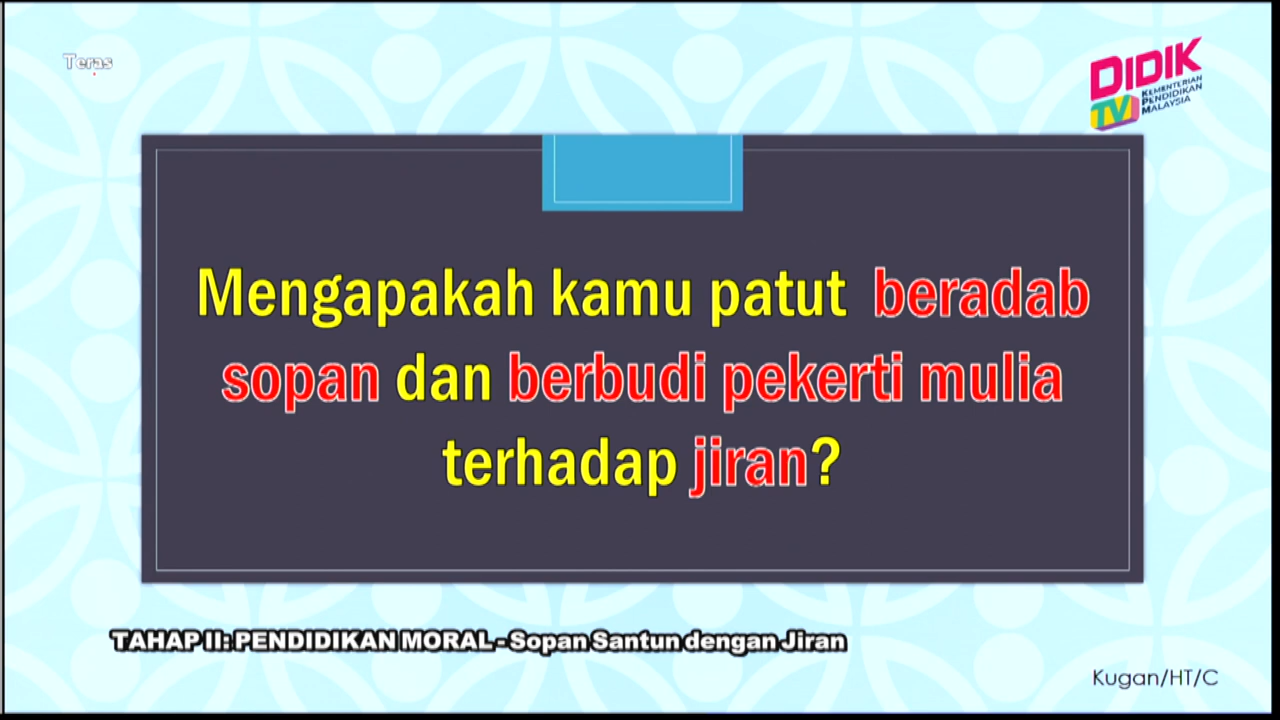 Teras
DIDIK
TV
KEMENTERIAN
PENDIDIKAN
MALAYSIA
Mengapakah kamu patut beradab
sopan dan berbudi pekerti mulia
terhadap jiran?
TAHAP II: PENDIDIKAN MORAL - Sopan Santun dengan Jiran
Kugan/HT/C